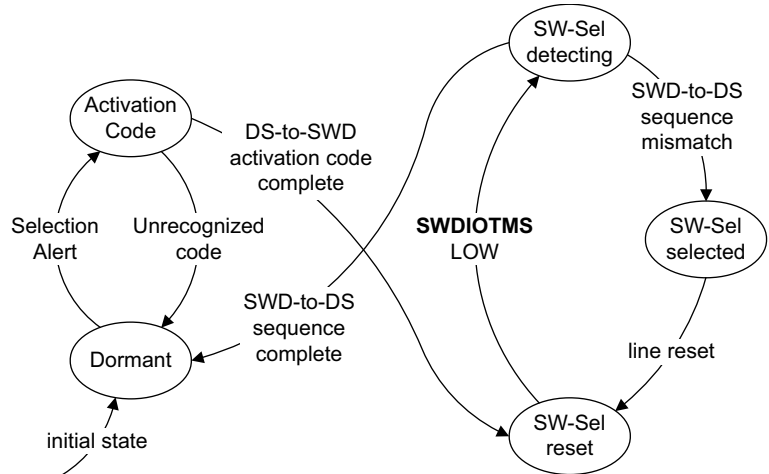 SW-Sel
detecting
Activation
Code
DS-to-SWD
activation code
complete
SWD-to-DS
sequence
mismatch
Selection
Alert
Unrecognized
code
SWDIOTMS
LOW
SW-Sel
selected
SWD-to-DS
sequence
complete
Dormant
line reset
initial state
SW-Sel
reset